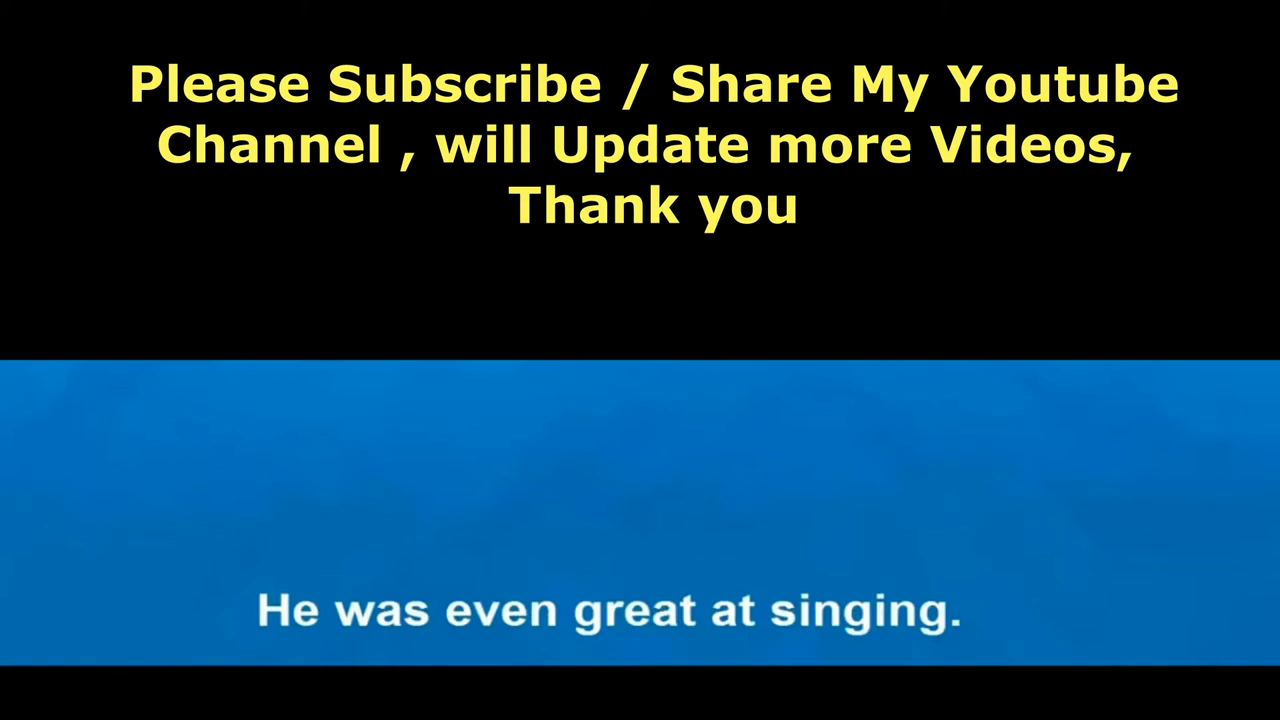 Please Subscribe / Share My Youtube
Channel , will Update more Videos,
Thank you
He was even great at singing.